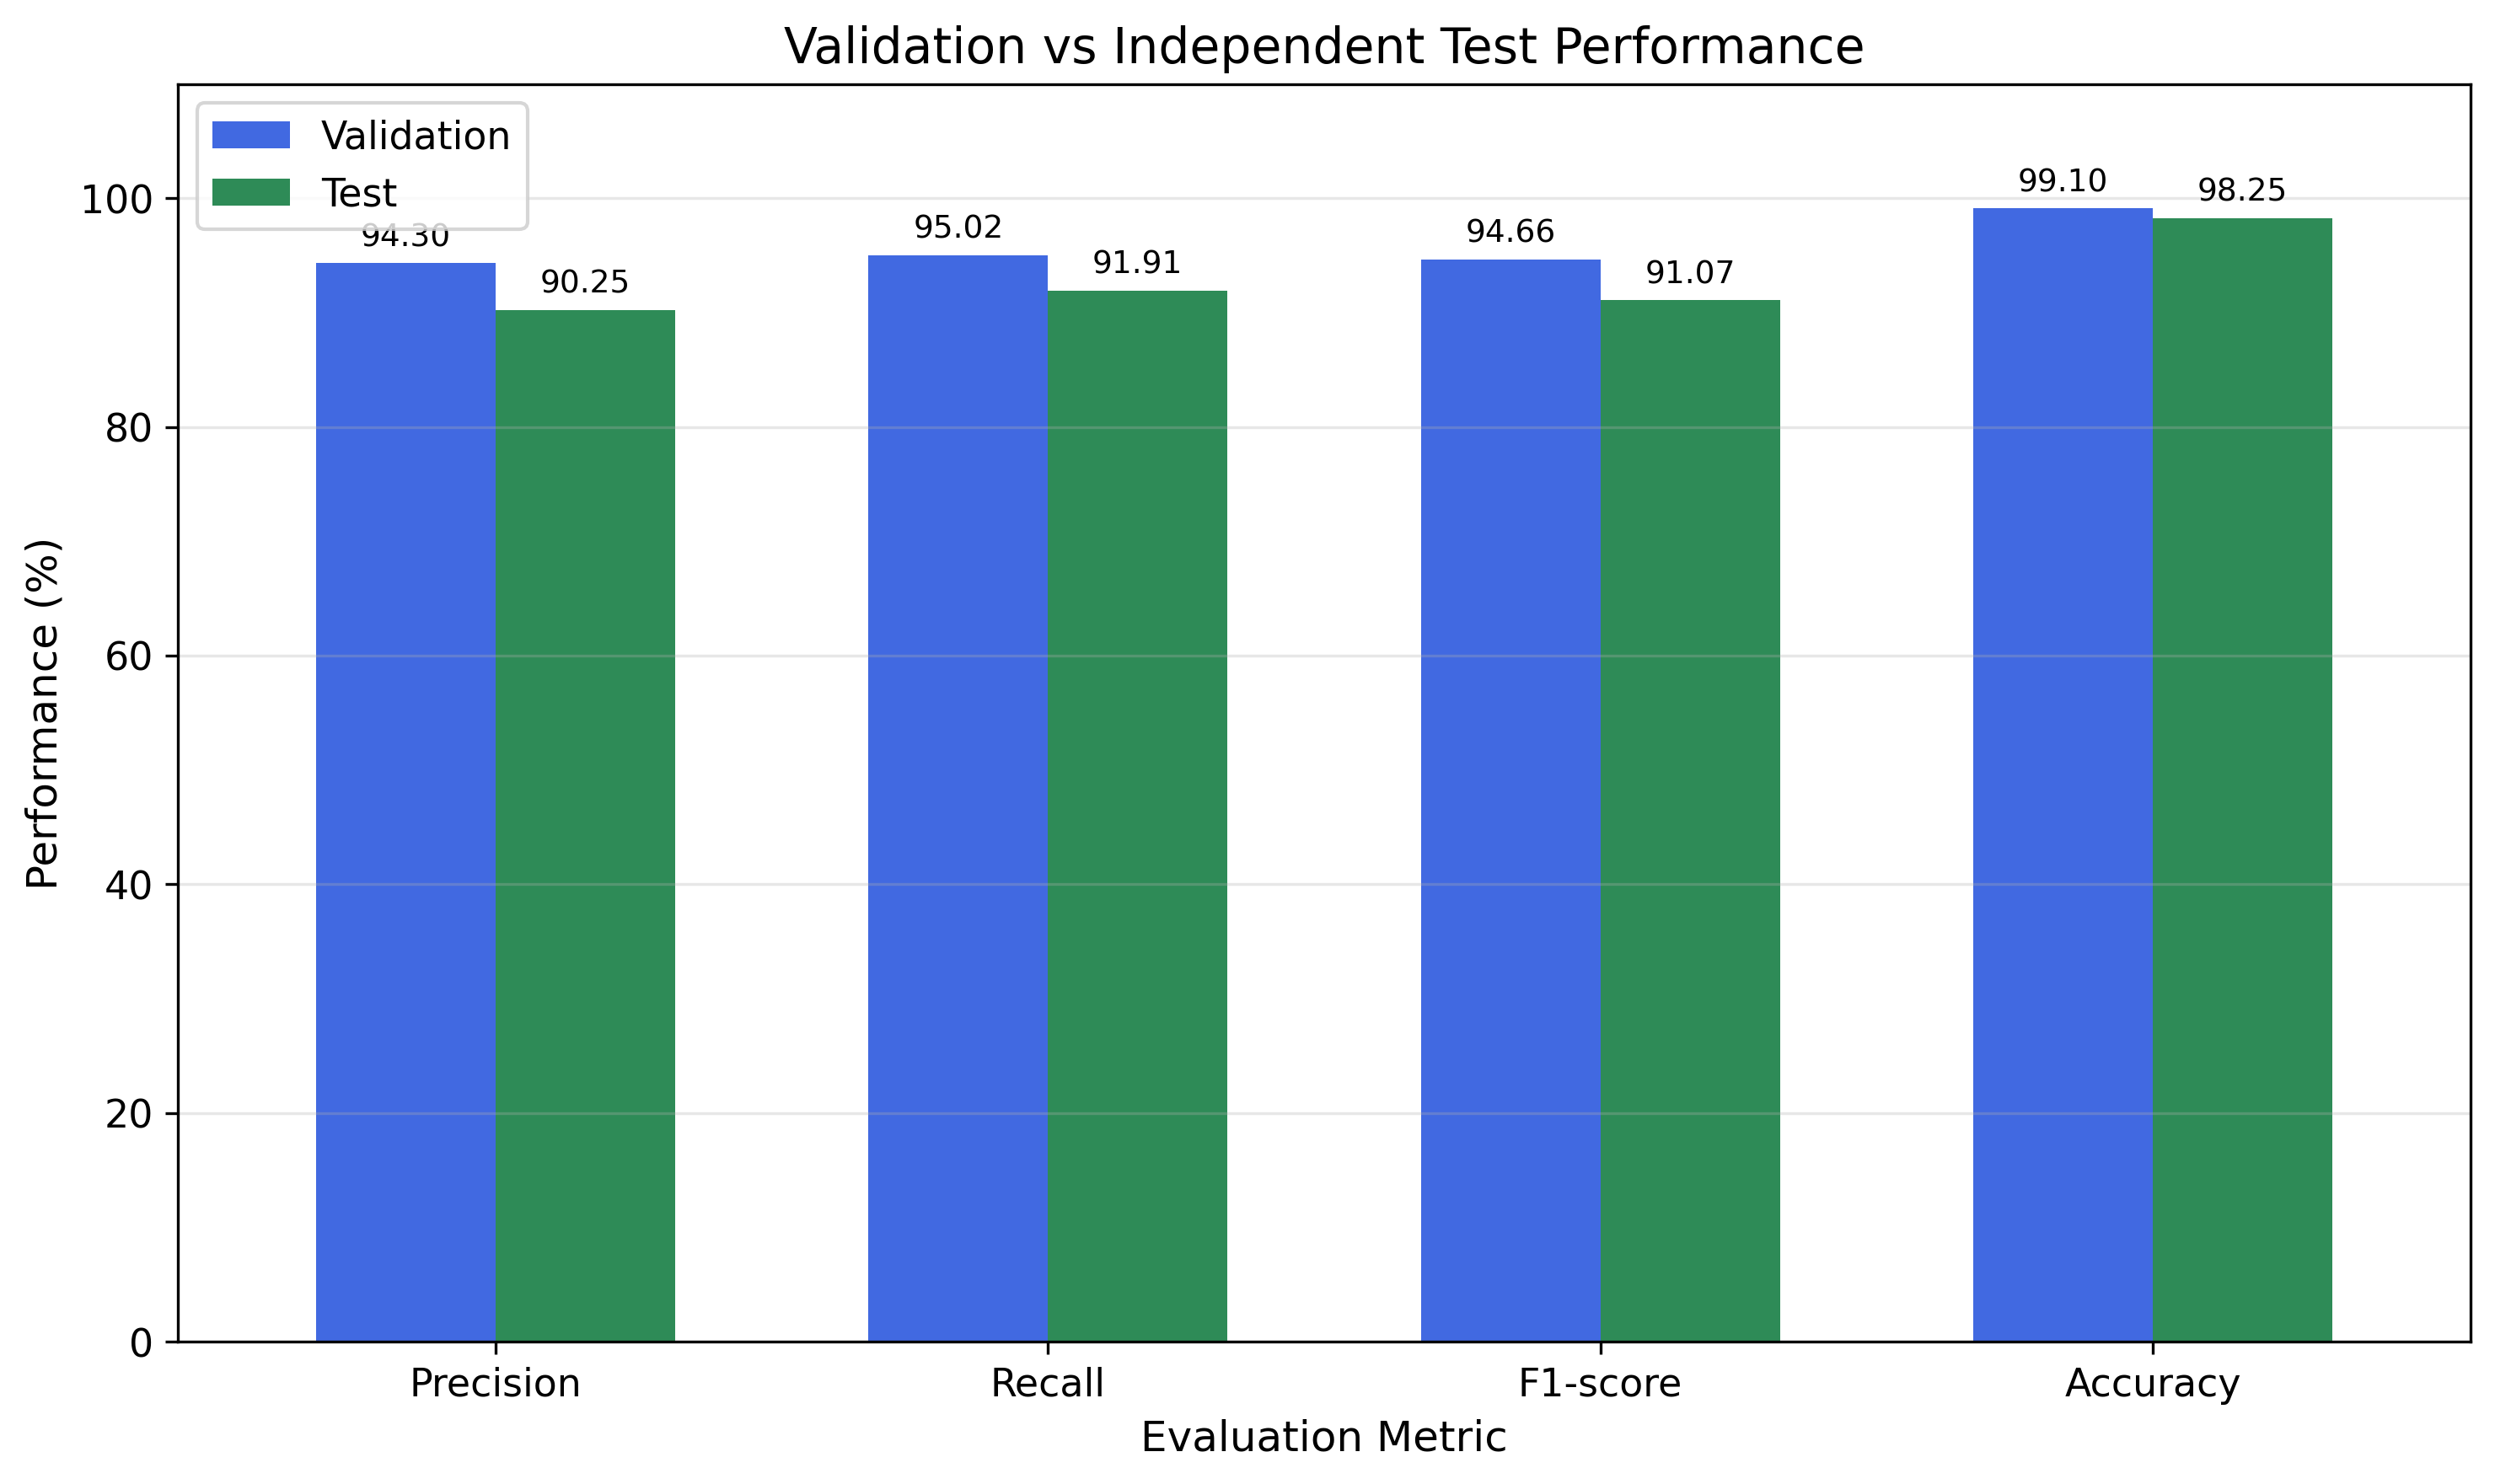 Validation vs Independent Test Performance
Validation
Test
100
80
60
40
20
0
Performance (%)
94.30
90.25
95.02
91.91
94.66
91.07
99.10
98.25
Precision
Recall
F1-score
Accuracy
Evaluation Metric